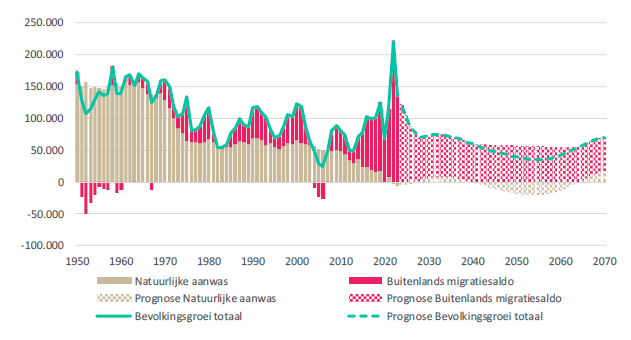 250.000
200.000
150.000
100.000
50.000
0
-50.000
-100.000
1950 1960 1970 1980 1990 2000 2010 2020 2030 2040 2050 2060 2070
Natuurlijke aanwas Buitenlands migratiesaldo
Prognose Natuurlijke aanwas Prognose Buitenlands migratiesaldo
Bevolkingsgroei totaal Prognose Bevolkingsgroei totaal